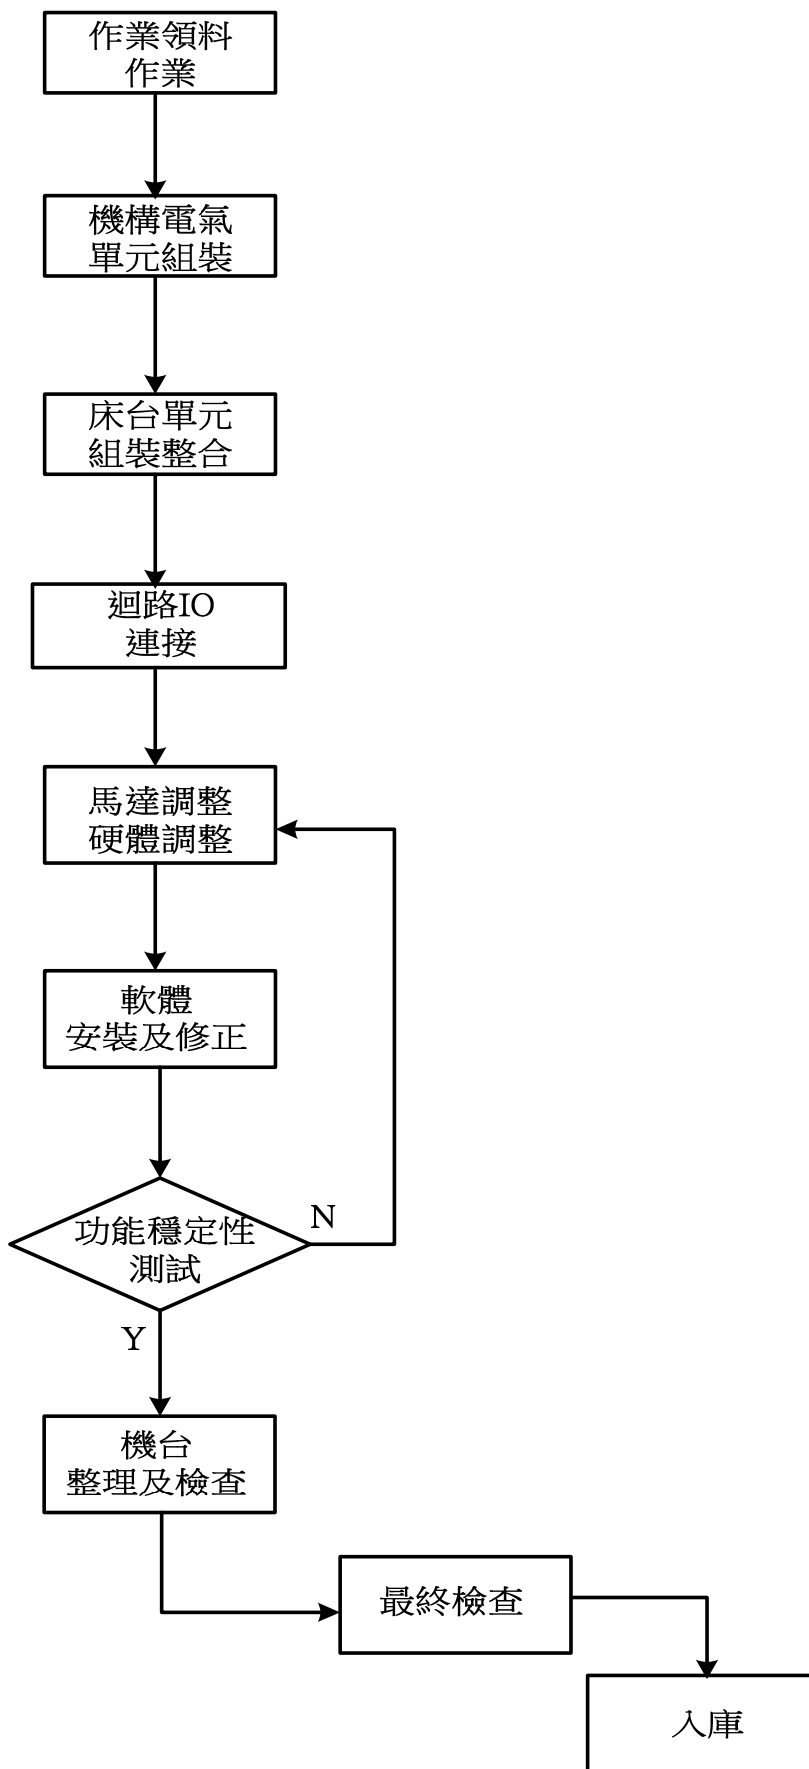 作業領料
作業
機構電氣
單元組裝
床台單元
組裝整合
迴路IO
連接
馬達調整
硬體調整
軟體
安裝及修正
功能穩定性
測試
N
Y
機台
整理及檢查
最終檢查
入庫